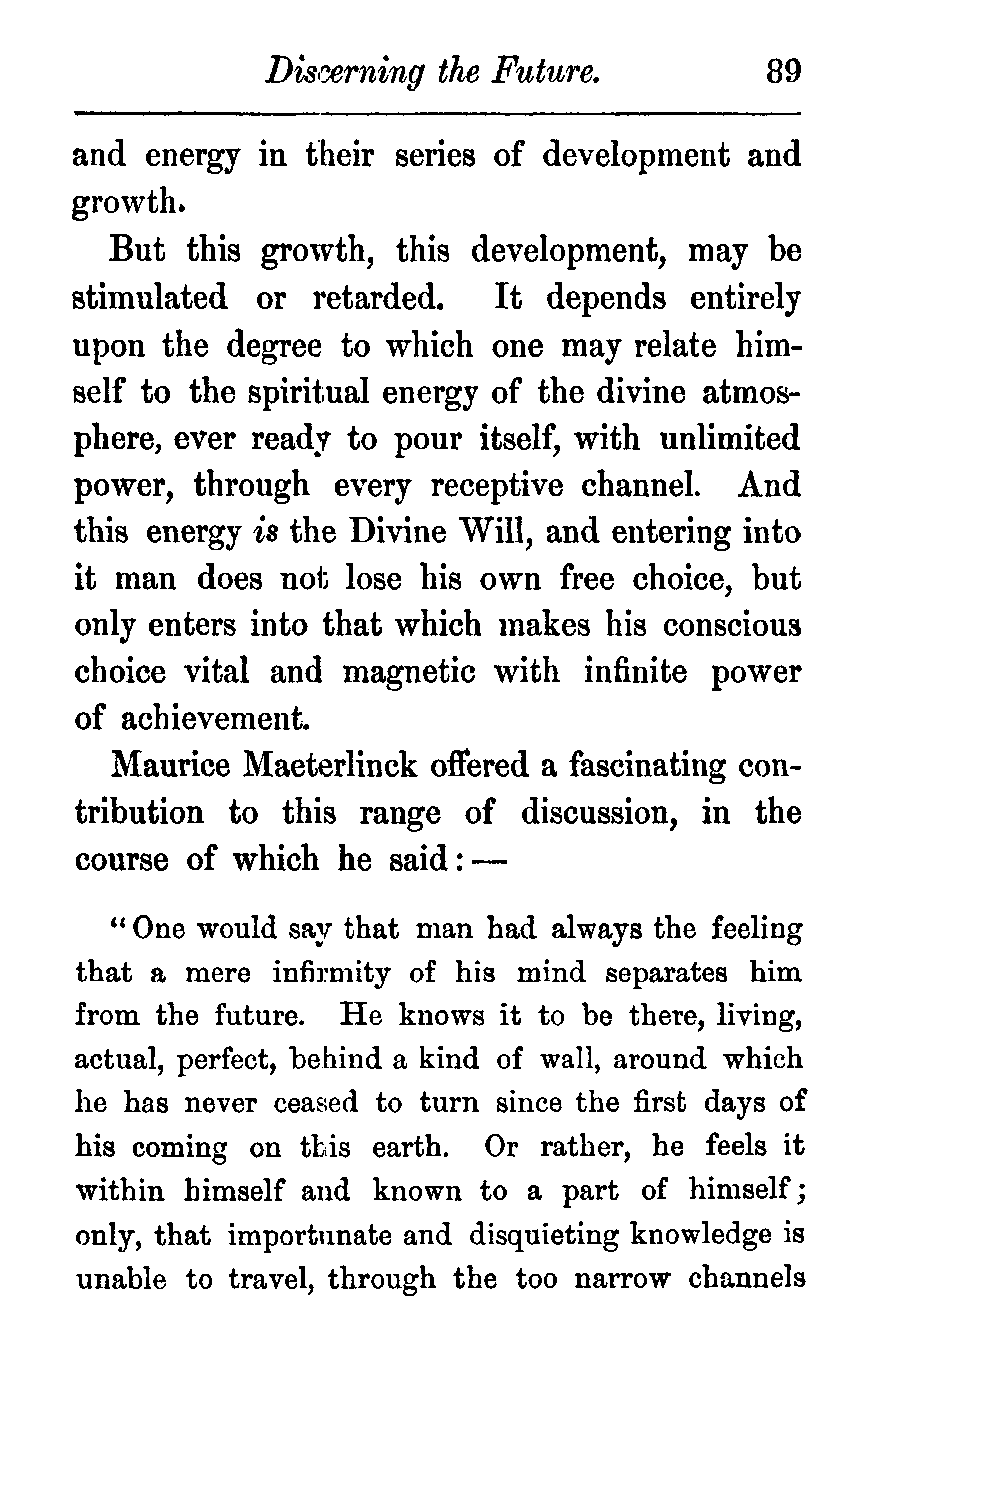 Discerning the Future. 89
and energy in their series of development and
growth.
But this growth, this development, may be
stimulated or retarded. It depends entirely
upon the degree to which one may relate him-
self to the spiritual energy of the divine atmos-
phere, ever ready to pour itself, with unlimited
power, through every receptive channel. And
this energy is the Divine Will, and entering into
it man does not lose his own free choice, but
only enters into that which makes his conscious
choice vital and magnetic with infinite power
of achievement.
Maurice Maeterlinck offered a fascinating con-
tribution to this range of discussion, in the
course of which he said: —
“One would say that man had always the feeling
that a mere infirmity of his mind separates him
from the future. He knows it to be there, living,
actual, perfect, behind a kind of wall, around which
he has never ceased to turn since the first days of
his coming on this earth. Or rather, he feels it
within himself and known to a part of himself;
only, that importunate and disquieting knowledge is
unable to travel, through the too narrow channels